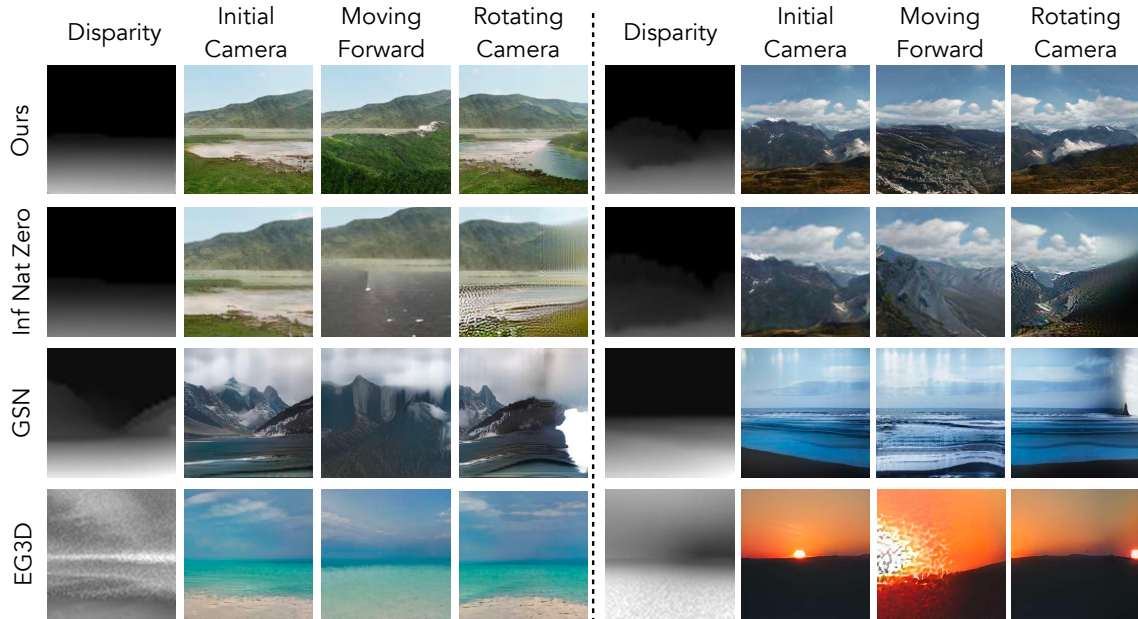 Disparity
Initial
Camera
Moving
Forward
Rotating
Camera
Disparity
Initial
Camera
Moving
Forward
Rotating
Camera
Ours
Inf Nat Zero
GSN
EG3D